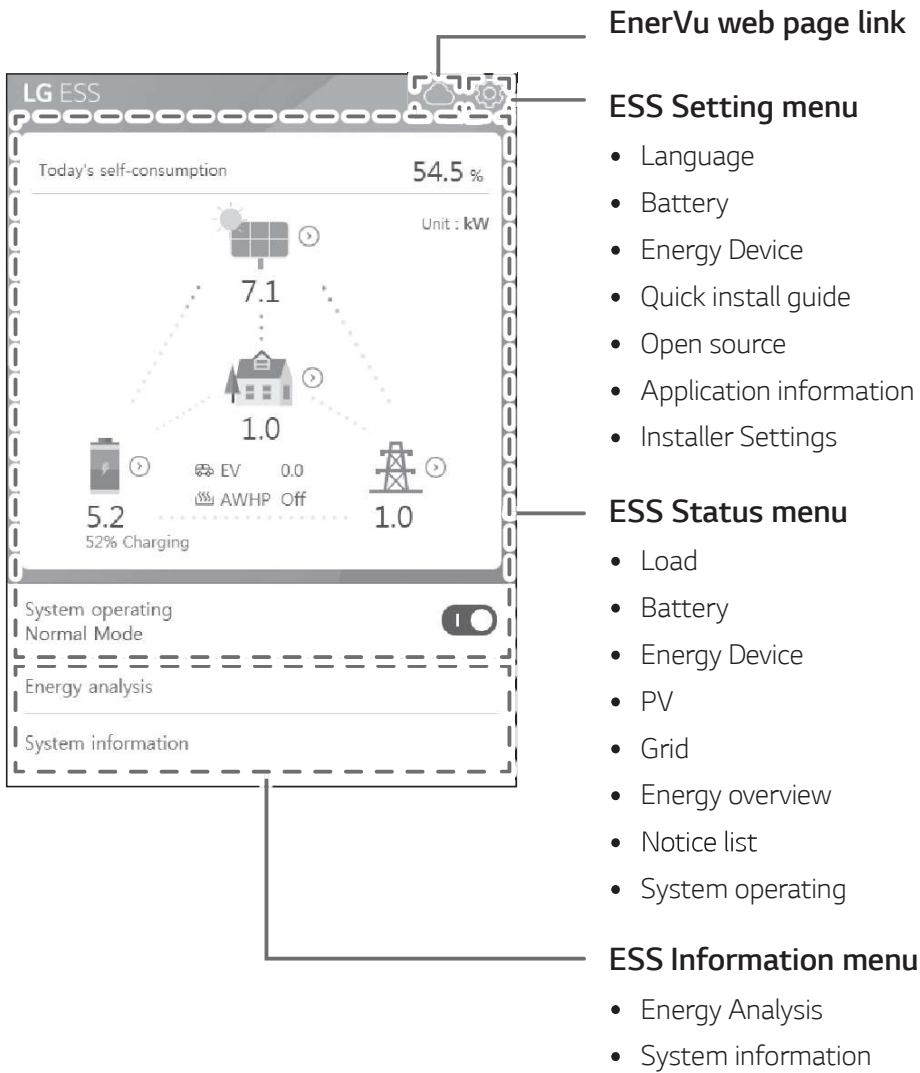 EnerVu web page link
LG ESS
ESS Setting menu
• Language
• Battery
• Energy Device
• Quick install guide
• Open source
• Application information
• Installer Settings
Today's self-consumption 54.5 %
Unit : kW
7.1
1.0
EV 0.0
AWHP Off
5.2
52% Charging
1.0
System operating
Normal Mode
Energy analysis
System information
ESS Status menu
• Load
• Battery
• Energy Device
• PV
• Grid
• Energy overview
• Notice list
• System operating
ESS Information menu
• Energy Analysis
• System information